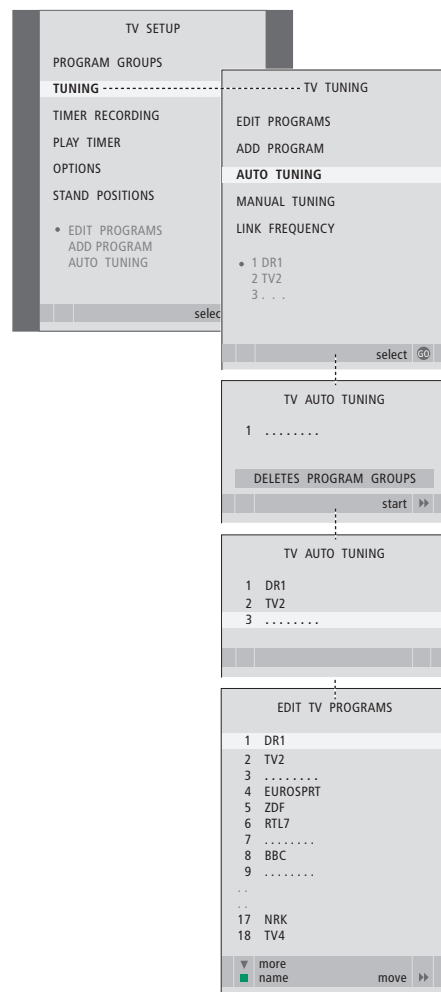 TV SETUP
PROGRAM GROUPS
TUNING
TIMER RECORDING
PLAY TIMER
OPTIONS
STAND POSITIONS
• EDIT PROGRAMS
ADD PROGRAM
AUTO TUNING
selec
TV TUNING
EDIT PROGRAMS
ADD PROGRAM
AUTO TUNING
MANUAL TUNING
LINK FREQUENCY
• 1 DR1
2 TV2
3 . . .
select GO
TV AUTO TUNING
1 ........
DELETES PROGRAM GROUPS
start
TV AUTO TUNING
1 DR1
2 TV2
3 ........
EDIT TV PROGRAMS
1 DR1
2 TV2
3 ........
4 EUROSPRT
5 ZDF
6 RTL7
7 ........
8 BBC
9 ........
. .
. .
17 NRK
18 TV4
more
name move